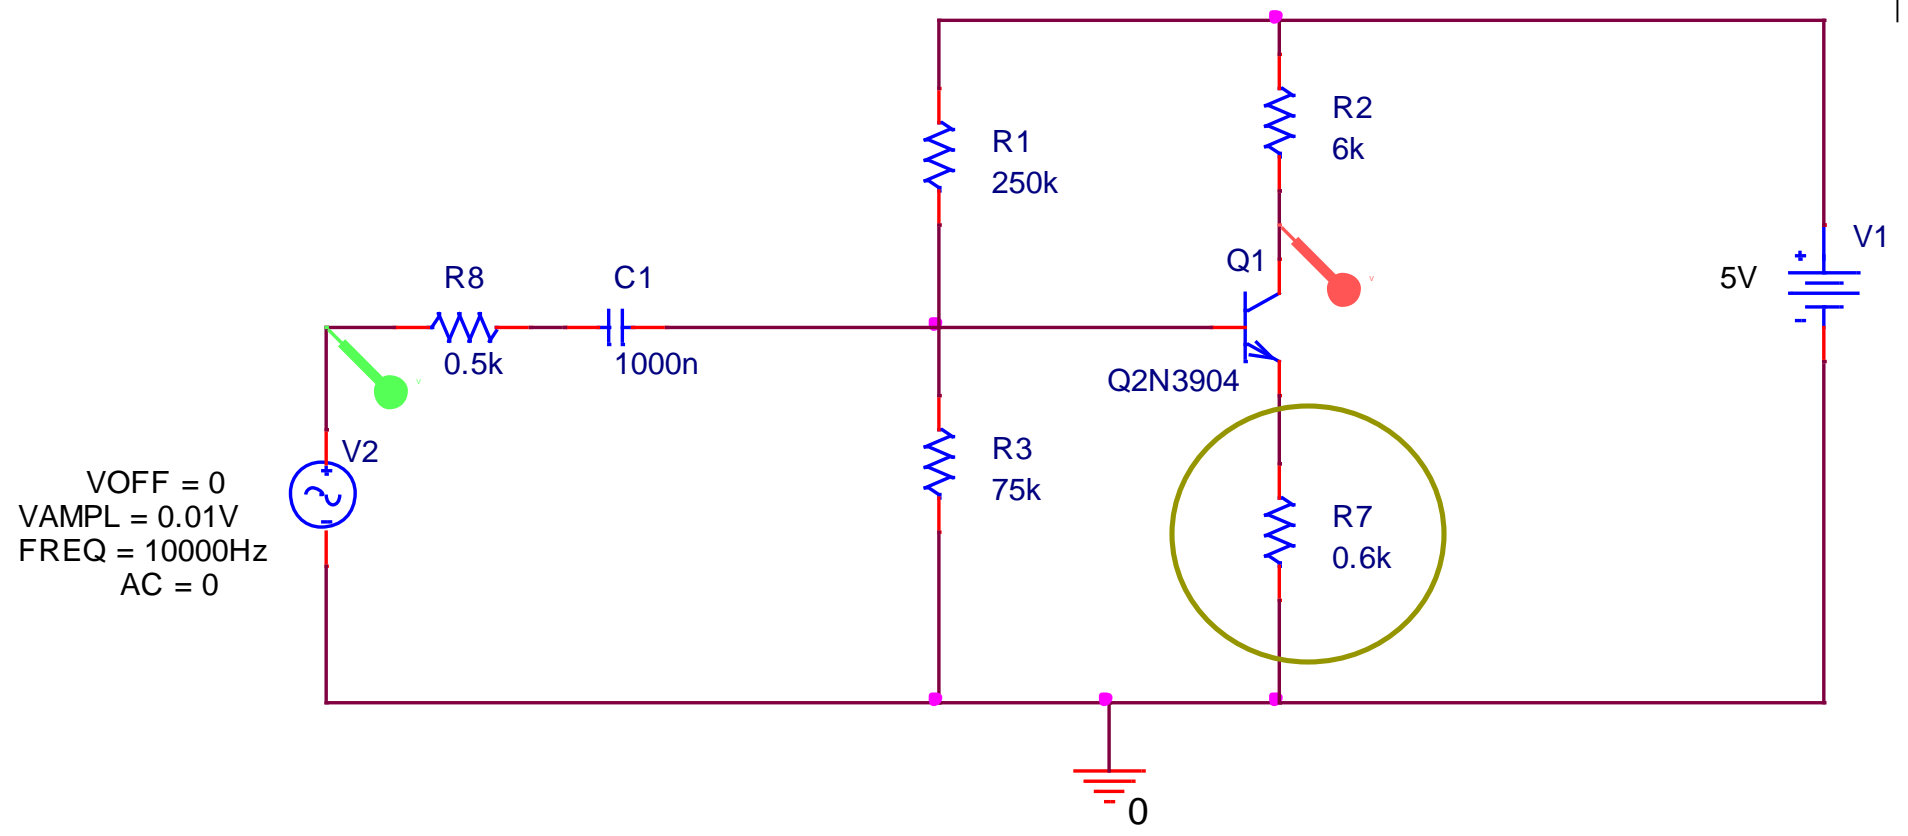 R1
250k
R2
6k
V1
5V
Q1
R8
0.5k
C1
1000n
Q2N3904
V2
VOFF = 0
VAMPL = 0.01V
FREQ = 10000Hz
AC = 0
R3
75k
R7
0.6k
0
v
v